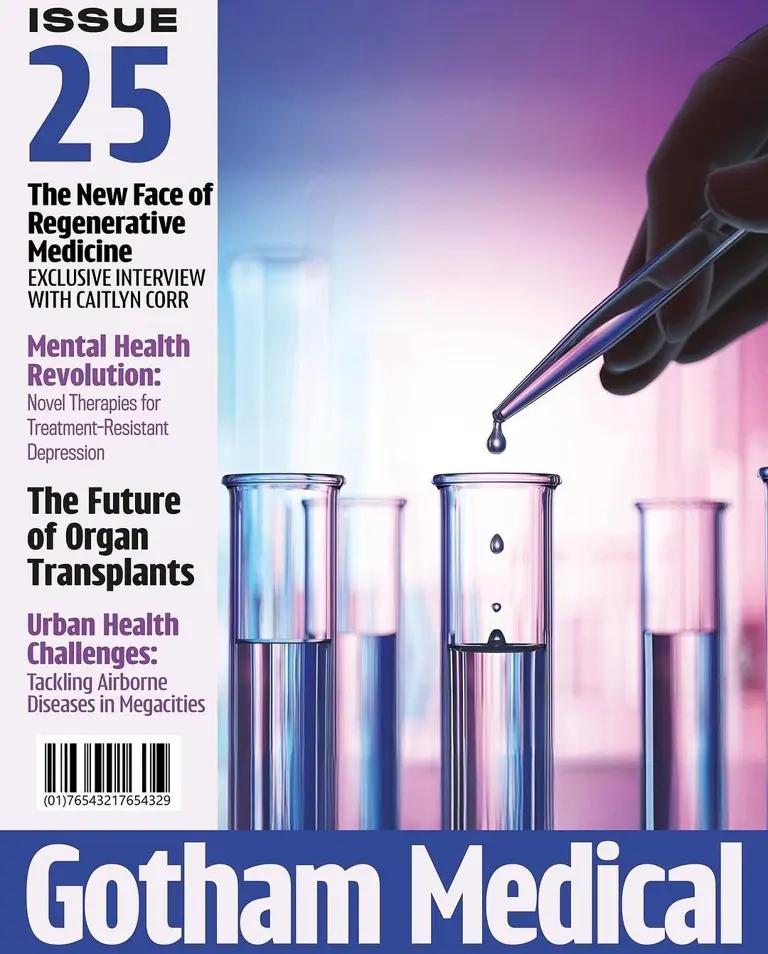 ISSUE
25
The New Face of
Regenerative
Medicine
EXCLUSIVE INTERVIEW
WITH CAITLYN CORR
Mental Health
Revolution:
Novel Therapies for
Treatment-Resistant
Depression
The Future
of Organ
Transplants
Urban Health
Challenges:
Tackling Airborne
Diseases in Megacities
(01)76543217654329
Gotham Medical